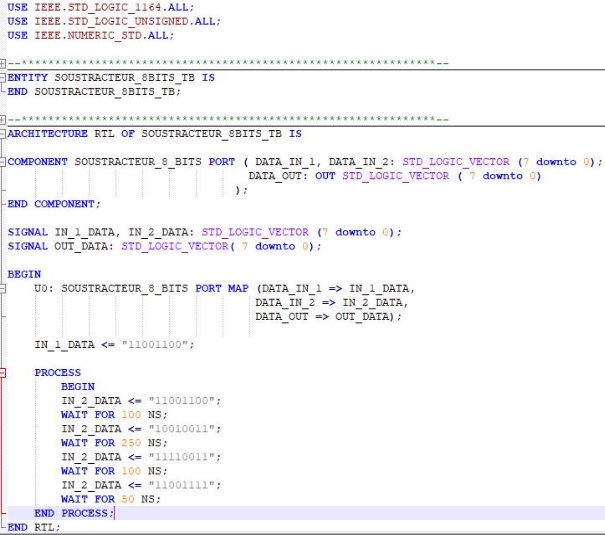 USE IEEE.STD_LOGIC_1164.ALL;
USE IEEE.STD_LOGIC_UNSIGNED.ALL;
USE IEEE.NUMERIC_STD.ALL;
--**************************************************************--
ENTITY SOUSTRACTEUR_8BITS_TB IS
END SOUSTRACTEUR_8BITS_TB;
--**************************************************************--
ARCHITECTURE RTL OF SOUSTRACTEUR_8BITS_TB IS
COMPONENT SOUSTRACTEUR_8_BITS PORT ( DATA_IN_1, DATA_IN_2: STD_LOGIC_VECTOR (7 downto 0);
DATA_OUT: OUT STD_LOGIC_VECTOR ( 7 downto 0)
);
END COMPONENT;
SIGNAL IN_1_DATA, IN_2_DATA: STD_LOGIC_VECTOR (7 downto 0);
SIGNAL OUT_DATA: STD_LOGIC_VECTOR( 7 downto 0);
BEGIN
U0: SOUSTRACTEUR_8_BITS PORT MAP (DATA_IN_1 => IN_1_DATA,
DATA_IN_2 => IN_2_DATA,
DATA_OUT => OUT_DATA);
IN_1_DATA <= "11001100";
PROCESS
BEGIN
IN_2_DATA <= "11001100";
WAIT FOR 100 NS;
IN_2_DATA <= "10010011";
WAIT FOR 250 NS;
IN_2_DATA <= "11110011";
WAIT FOR 100 NS;
IN_2_DATA <= "11001111";
WAIT FOR 50 NS;
END PROCESS;
END RTL;